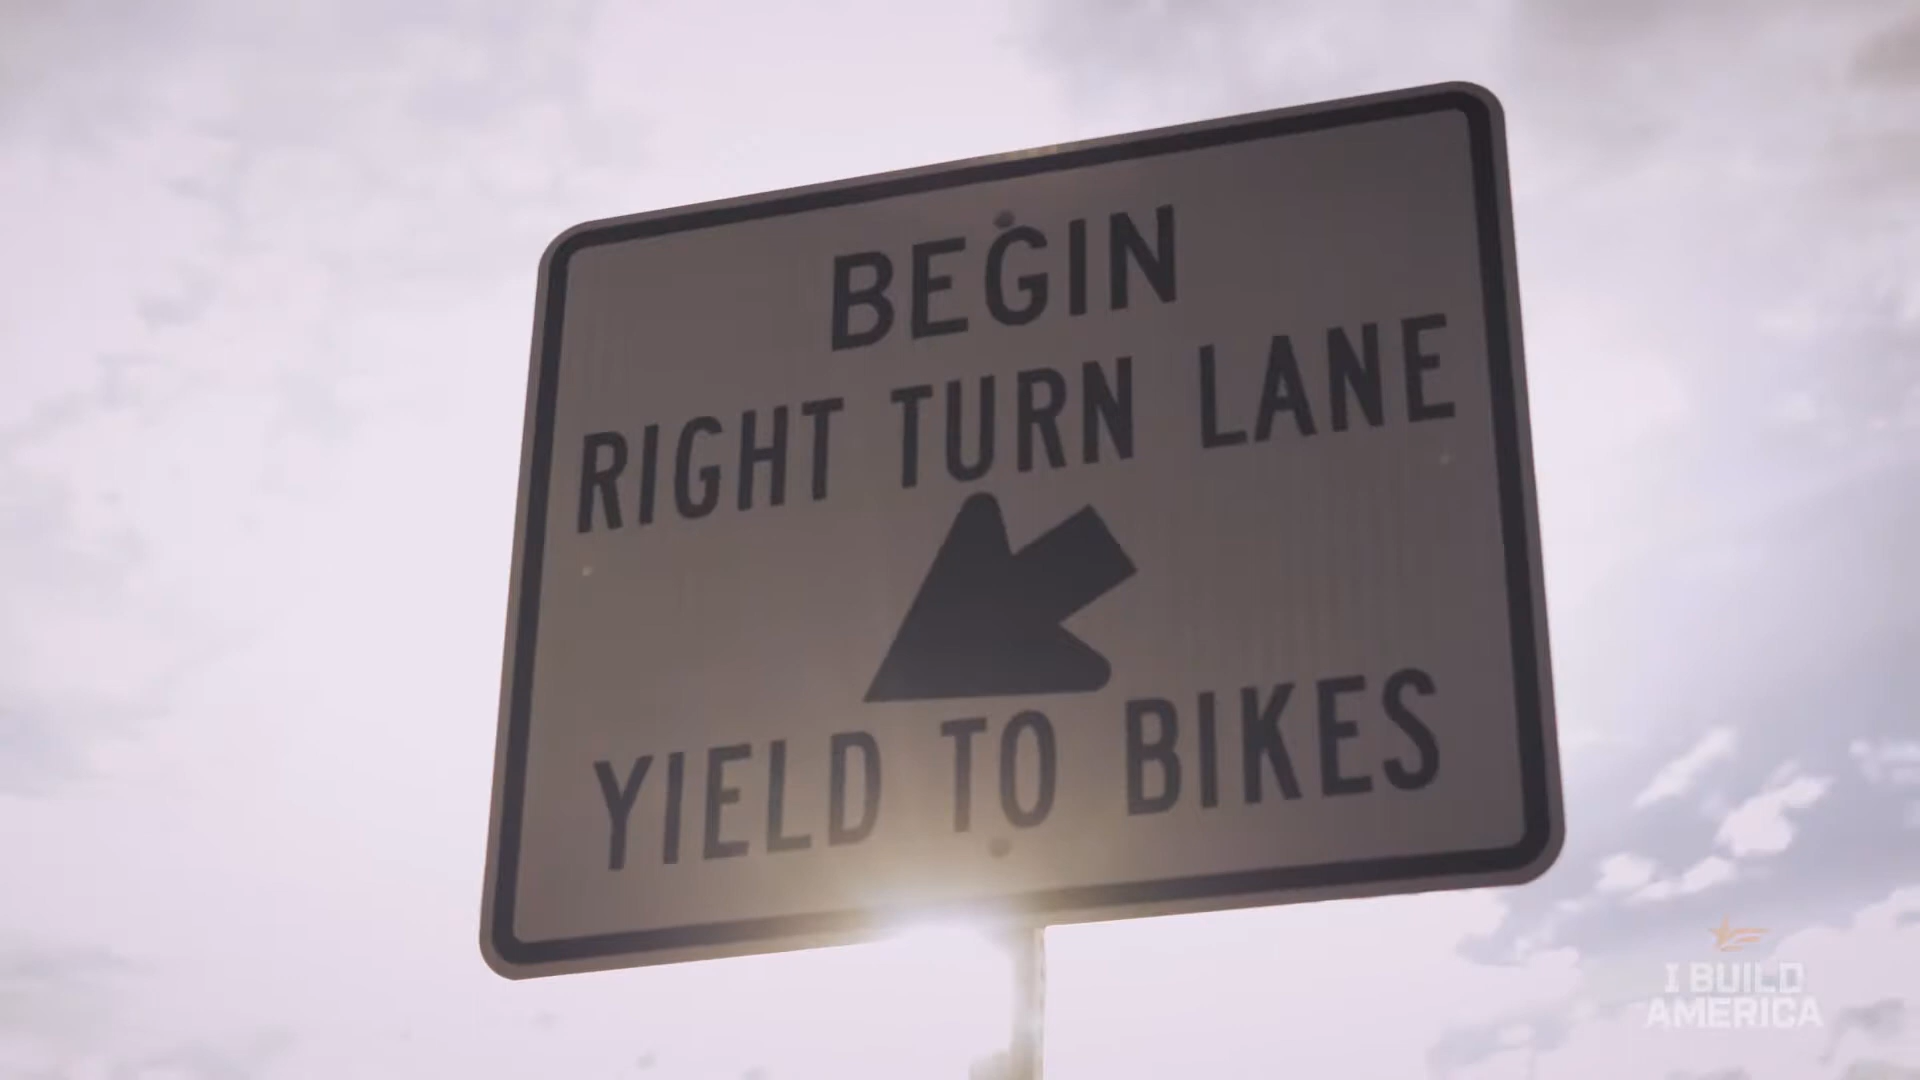 BEGIN
RIGHT TURN LANE
YIELD TO BIKES
I BUILD
AMERICA